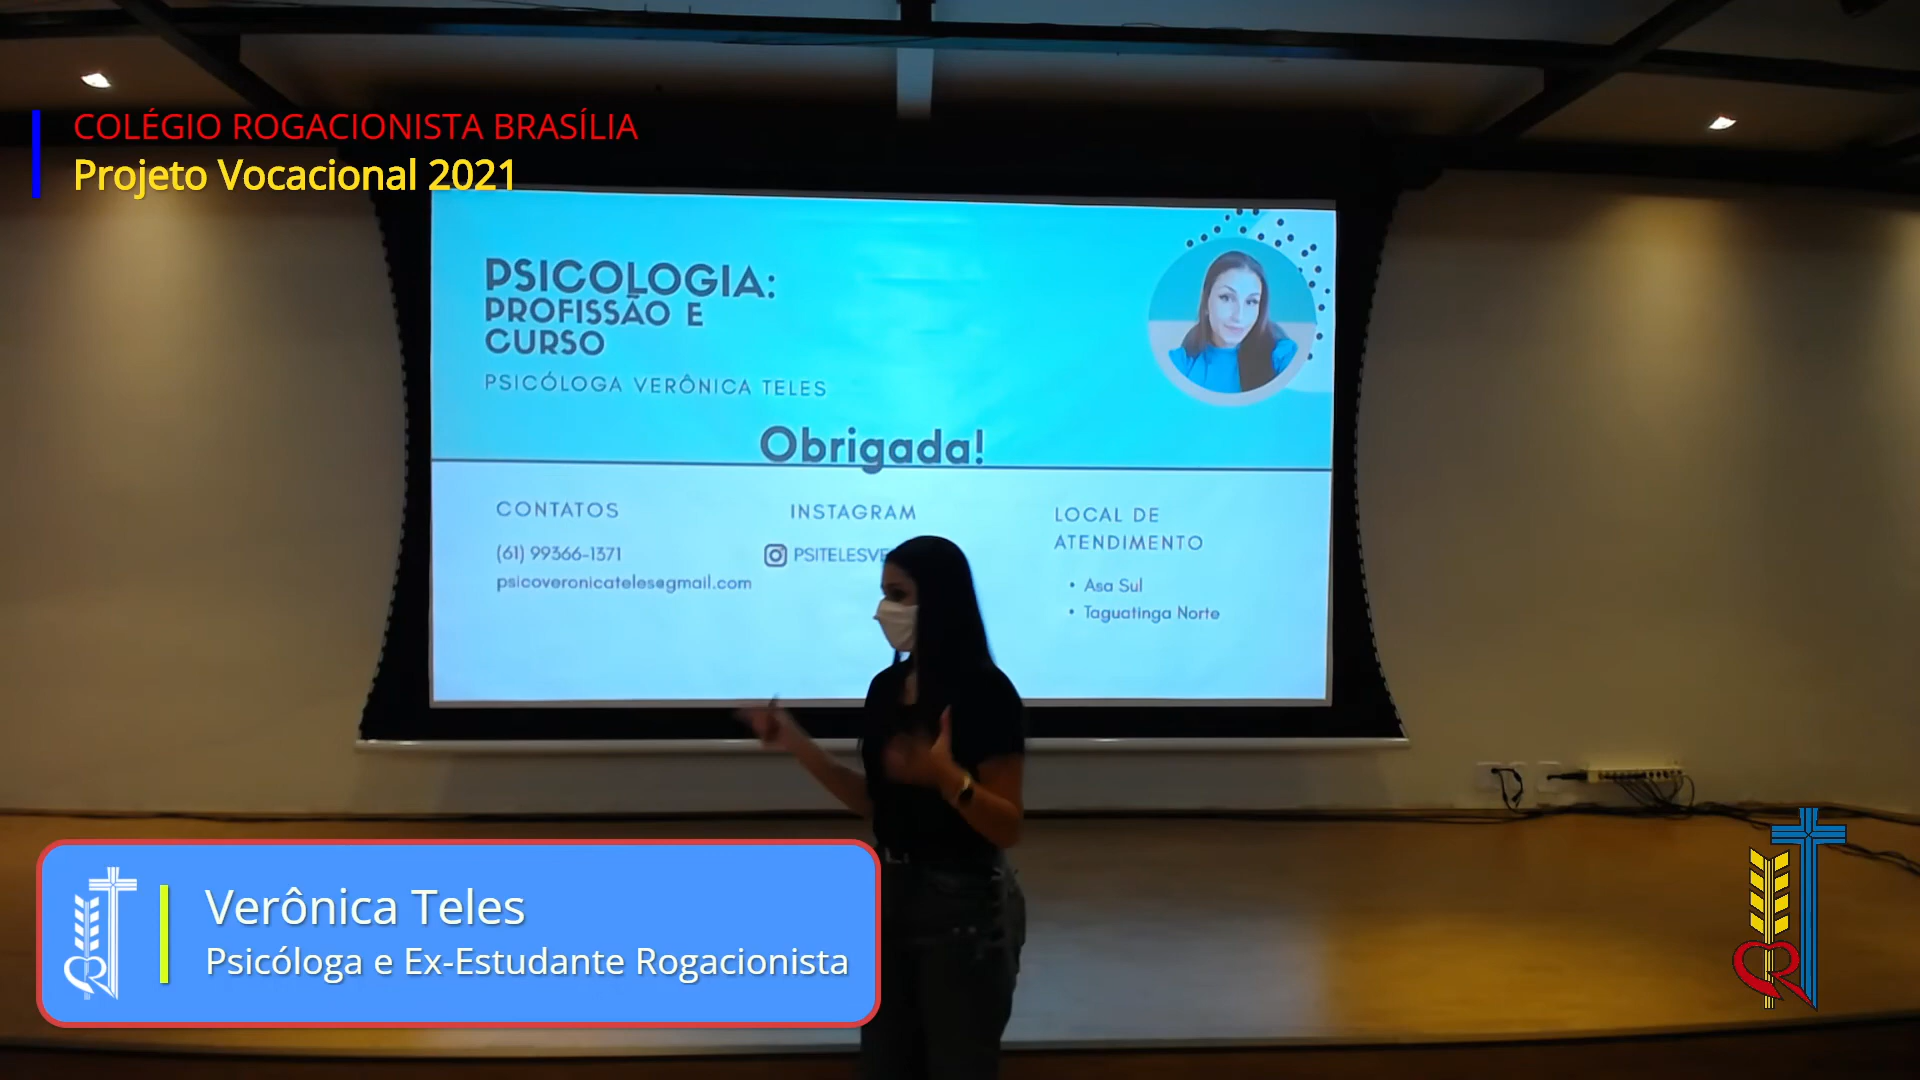 COLÉGIO ROGACIONISTA BRASÍLIA
Projeto Vocacional 2021
PSICOLOGIA:
PROFISSÃO E
CURSO
PSICÓLOGA VERÔNICA TELES
Obrigada!
CONTATOS
(61) 99366-1371
psicoveronicateles@gmail.com
INSTAGRAM
LOCAL DE
ATENDIMENTO
• Asa Sul
• Taguatinga Norte
Verônica Teles
Psicóloga e Ex-Estudante Rogacionista